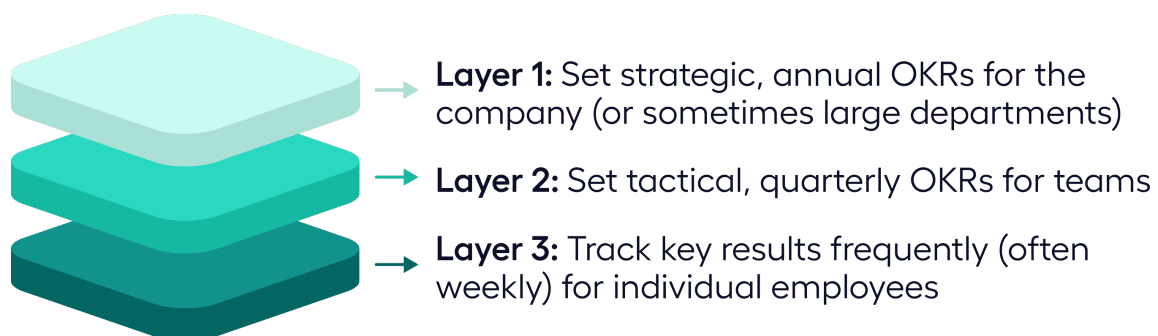 Layer 1: Set strategic, annual OKRs for the
company (or sometimes large departments)
Layer 2: Set tactical, quarterly OKRs for teams
Layer 3: Track key results frequently (often
weekly) for individual employees